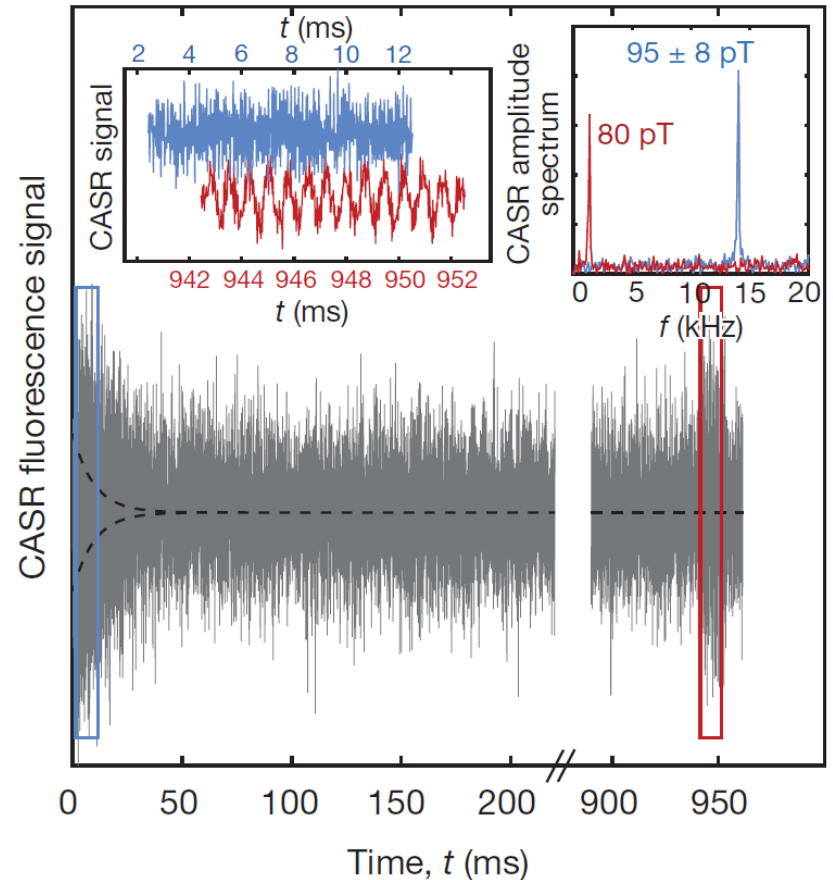 t (ms)
2 4 6 8 10 12
CASR signal
942 944 946 948 950 952
t (ms)
CASR amplitude
spectrum
95 ± 8 pT
80 pT
0 5 10 15 20
f (kHz)
CASR fluorescence signal
0 50 100 150 200 900 950
Time, t (ms)